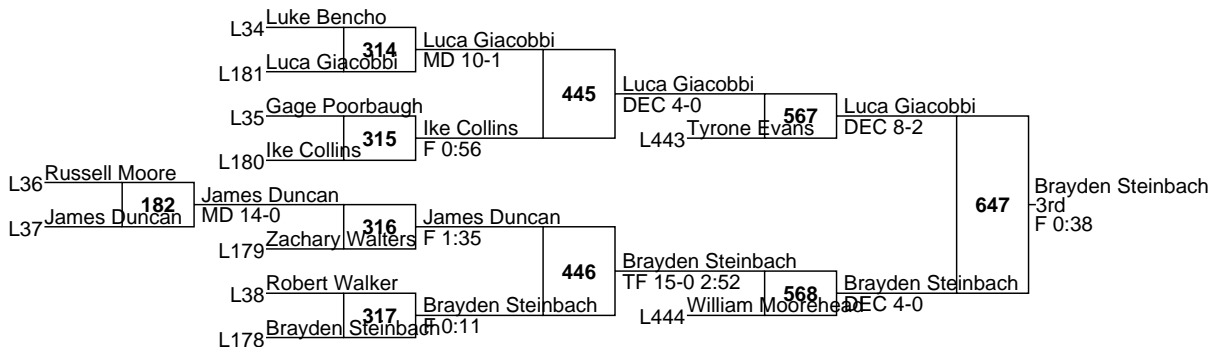 L34 Luke Bencho
314 Luca Giacobbi
MD 10-1
L181 Luca Giacobbi
445 Luca Giacobbi
DEC 4-0
L35 Gage Poorbaugh
315 Ike Collins
F 0:56
L180 Ike Collins
567 Luca Giacobbi
DEC 8-2
L443 Tyrone Evans
L36 Russell Moore
182 James Duncan
MD 14-0
L37 James Duncan
316 James Duncan
F 1:35
L179 Zachary Walters
647 Brayden Steinbach
3rd
F 0:38
446 Brayden Steinbach
TF 15-0 2:52
L38 Robert Walker
317 Brayden Steinbach
F 0:11
L178 Brayden Steinbach
568 Brayden Steinbach
DEC 4-0
L444 William Moorehead